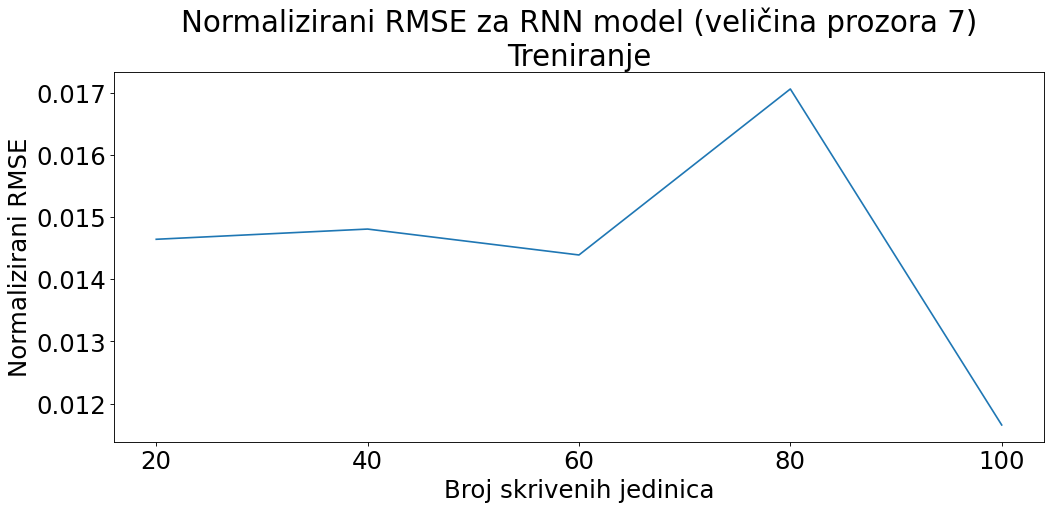 Normalizirani RMSE za RNN model (veličina prozora 7)
Treniranje
Normalizirani RMSE
0.017
0.016
0.015
0.014
0.013
0.012
20 40 60 80 100
Broj skrivenih jedinica